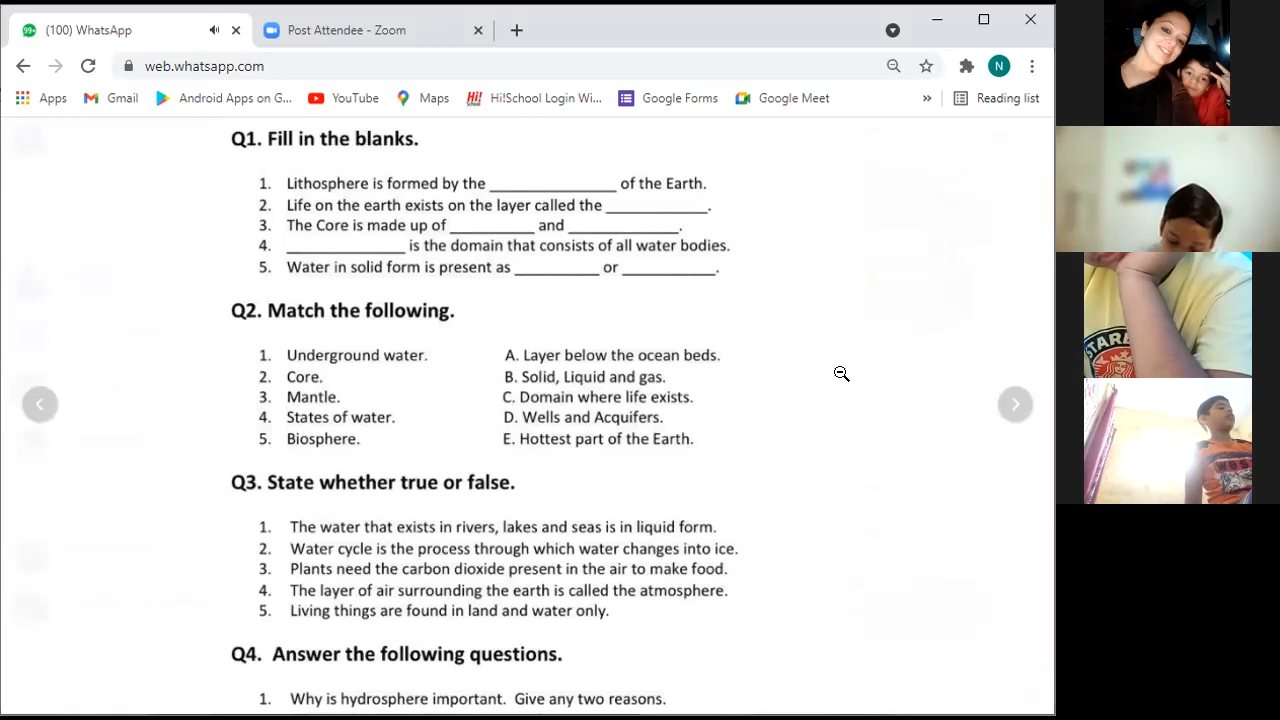 (100) WhatsApp
Post Attendee - Zoom
web.whatsapp.com
N
Apps
Gmail
Android Apps on G...
YouTube
Maps
Hi!School Login Wi...
Google Forms
Google Meet
»
Reading list
Q1. Fill in the blanks.
1. Lithosphere is formed by the _______________ of the Earth.
2. Life on the earth exists on the layer called the ____________.
3. The Core is made up of __________ and _____________.
4. ______________ is the domain that consists of all water bodies.
5. Water in solid form is present as __________ or ___________.
Q2. Match the following.
1. Underground water. A. Layer below the ocean beds.
2. Core. B. Solid, Liquid and gas.
3. Mantle. C. Domain where life exists.
4. States of water. D. Wells and Acquifers.
5. Biosphere. E. Hottest part of the Earth.
Q3. State whether true or false.
1. The water that exists in rivers, lakes and seas is in liquid form.
2. Water cycle is the process through which water changes into ice.
3. Plants need the carbon dioxide present in the air to make food.
4. The layer of air surrounding the earth is called the atmosphere.
5. Living things are found in land and water only.
Q4. Answer the following questions.
1. Why is hydrosphere important. Give any two reasons.